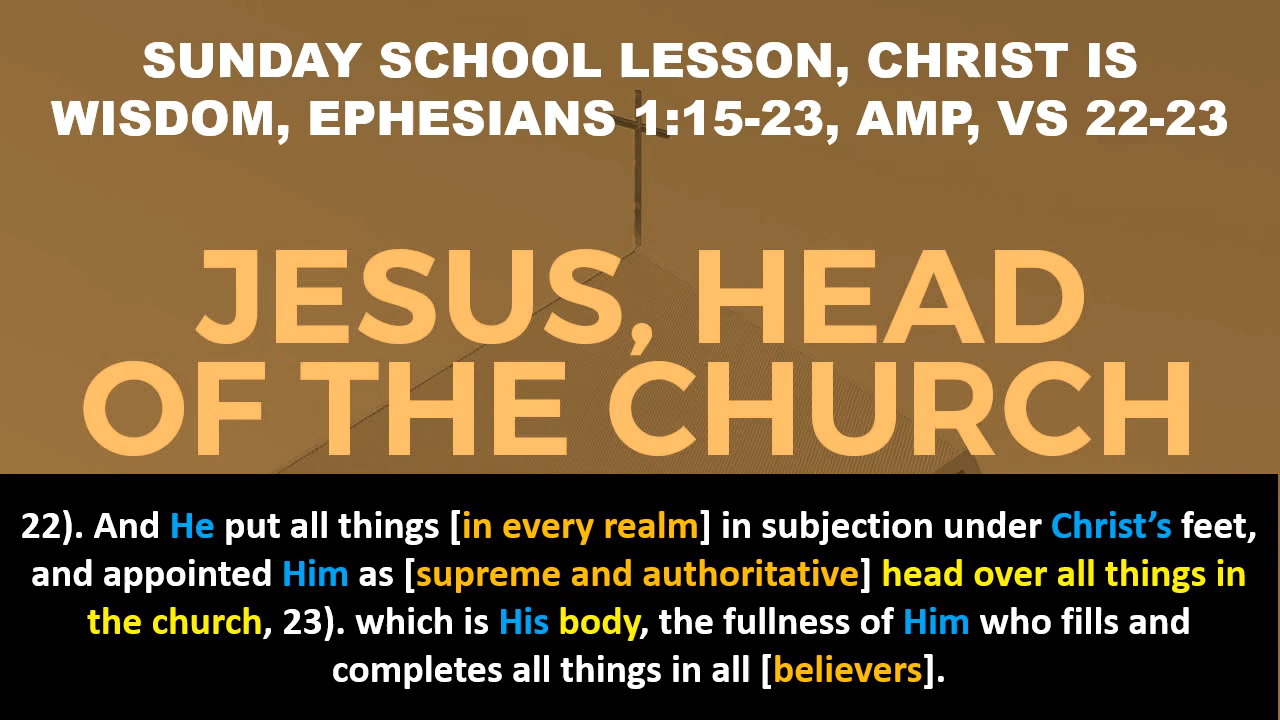 SUNDAY SCHOOL LESSON, CHRIST IS
WISDOM, EPHESIANS 1:15-23, AMP, VS 22-23
JESUS, HEAD
OF THE CHURCH
22). And He put all things [in every realm] in subjection under Christ’s feet,
and appointed Him as [supreme and authoritative] head over all things in
the church, 23). which is His body, the fullness of Him who fills and
completes all things in all [believers].